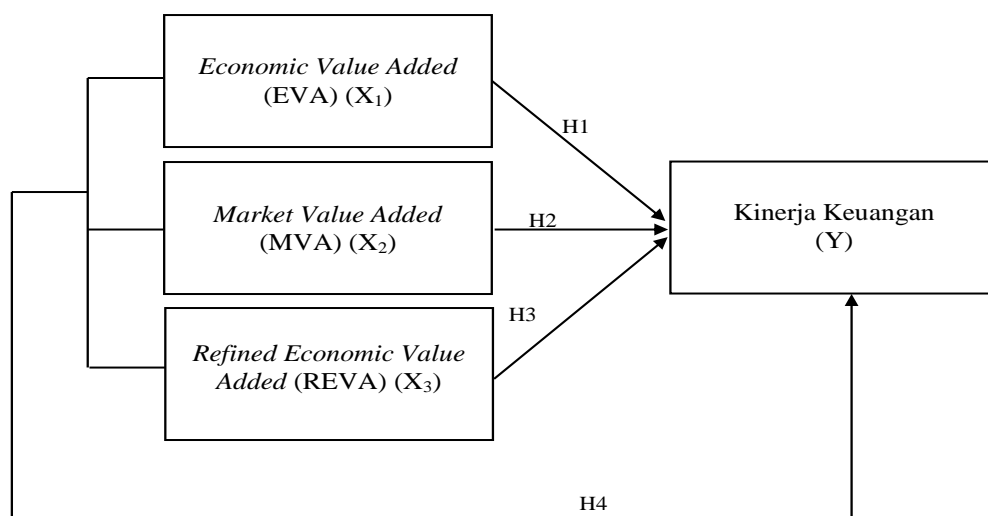 Economic Value Added
(EVA) (X₁)
H1
Market Value Added
(MVA) (X₂)
H2
Kinerja Keuangan
(Y)
H3
Refined Economic Value
Added (REVA) (X₃)
H4